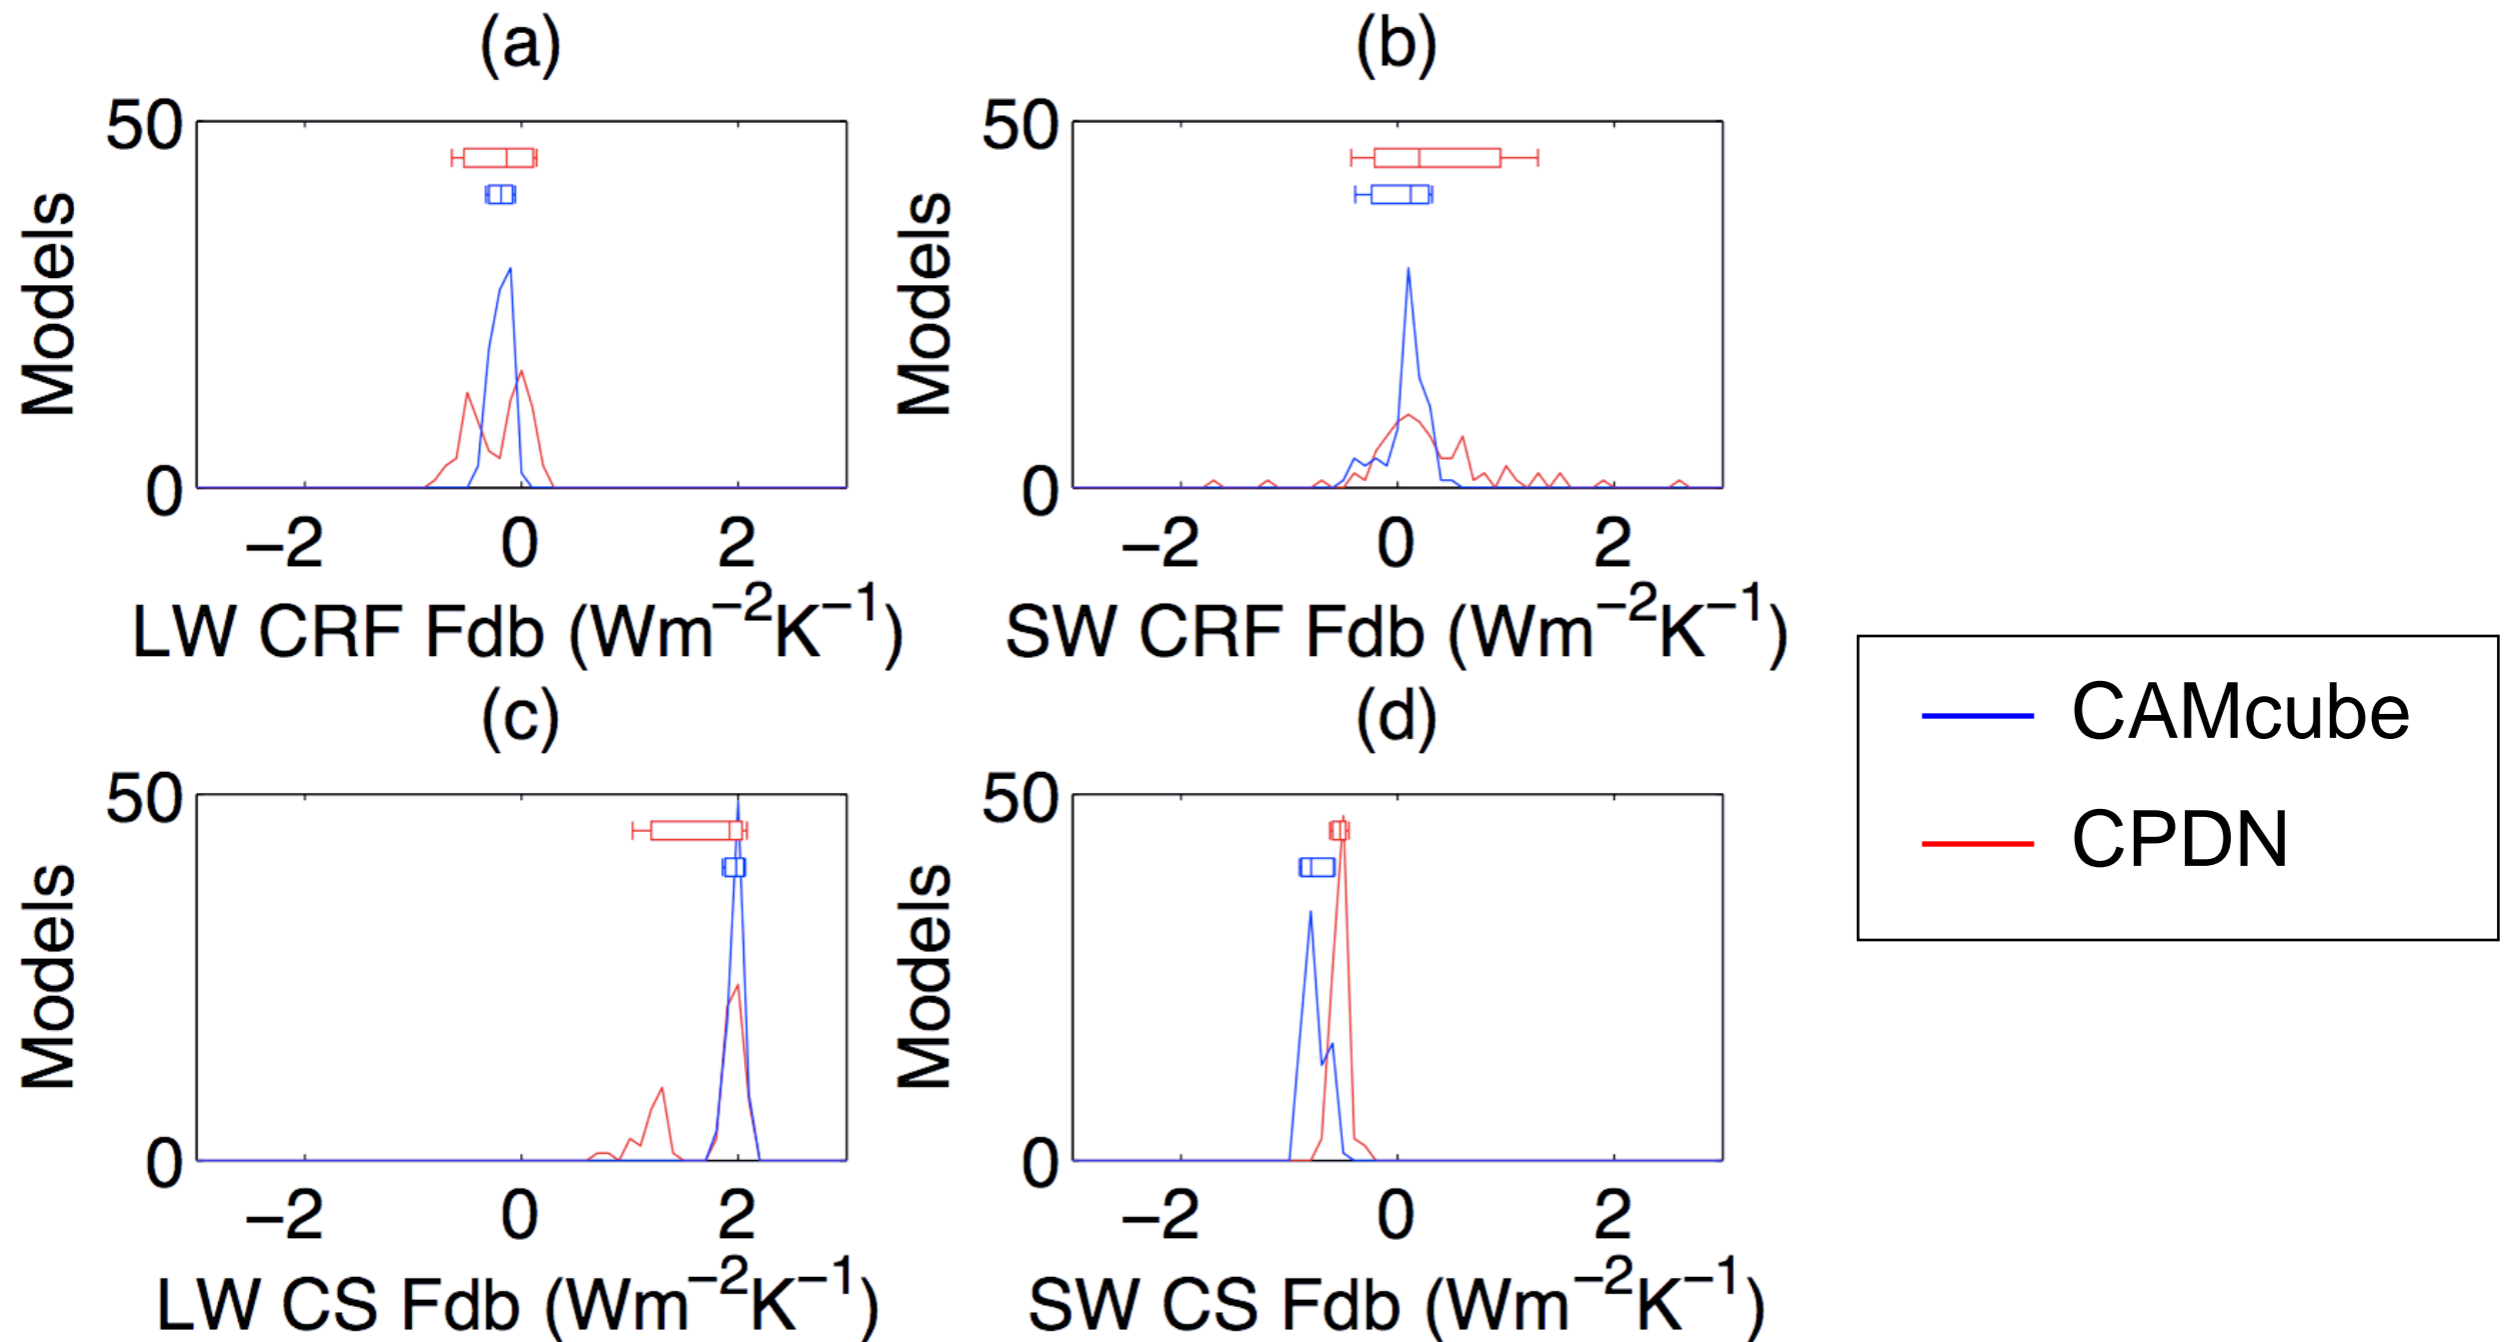 (a)
50
Models
0
−2 0 2
LW CRF Fdb (Wm⁻²K⁻¹)
(b)
50
Models
0
−2 0 2
SW CRF Fdb (Wm⁻²K⁻¹)
(c)
50
Models
0
−2 0 2
LW CS Fdb (Wm⁻²K⁻¹)
(d)
50
Models
0
−2 0 2
SW CS Fdb (Wm⁻²K⁻¹)
CAMcube
CPDN